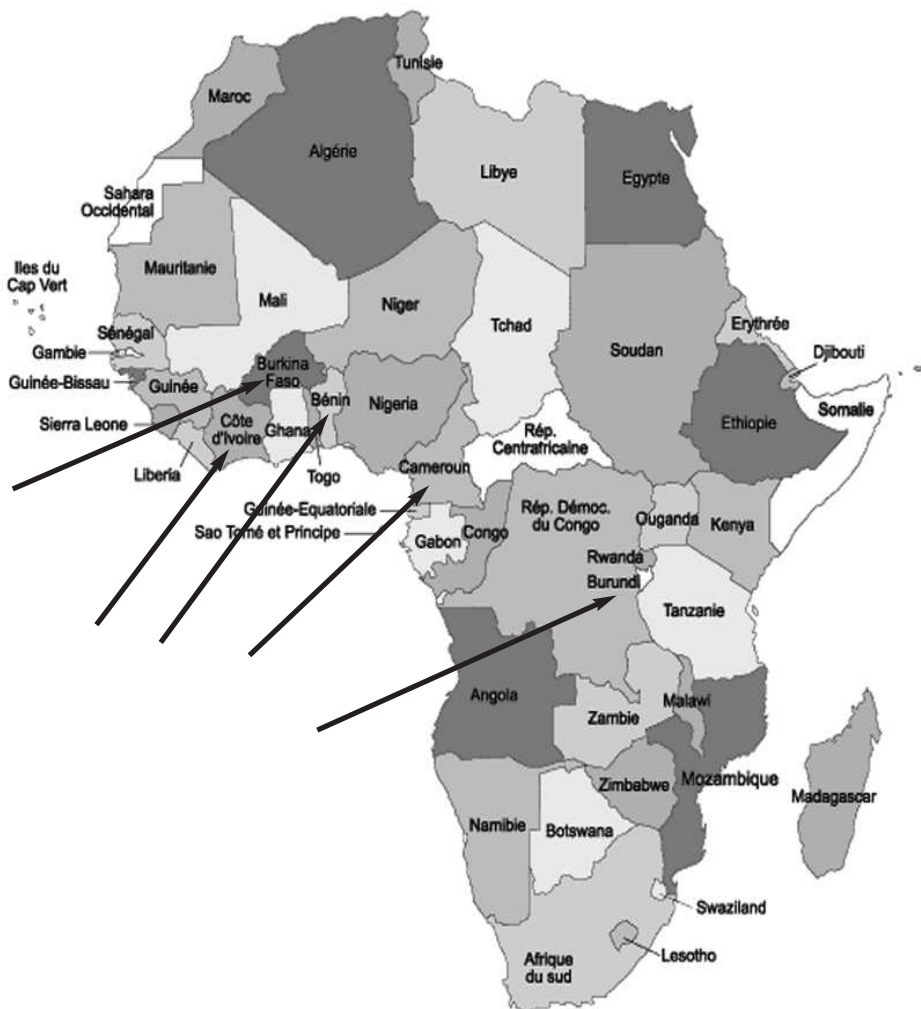 Tunisie
Maroc
Algérie
Libye
Egypte
Sahara
Occidental
Mauritanie
Iles du
Cap Vert
Mali
Niger
Tchad
Soudan
Erythrée
Sénégal
Gambie
Djibouti
Guinée-Bissau
Guinée
Burkina
Faso
Bénin
Nigeria
Somalie
Sierra Leone
Côte
d'Ivoire
Ghana
Ethiopie
Rép.
Centrafricaine
Liberia
Togo
Cameroun
Guinée-Equatoriale
Sao Tomé et Principe
Gabon
Congo
Rép. Démoc.
du Congo
Ouganda
Kenya
Rwanda
Burundi
Tanzanie
Angola
Malawi
Zambie
Mozambique
Zimbabwe
Madagascar
Namibie
Botswana
Swaziland
Lesotho
Afrique
du sud